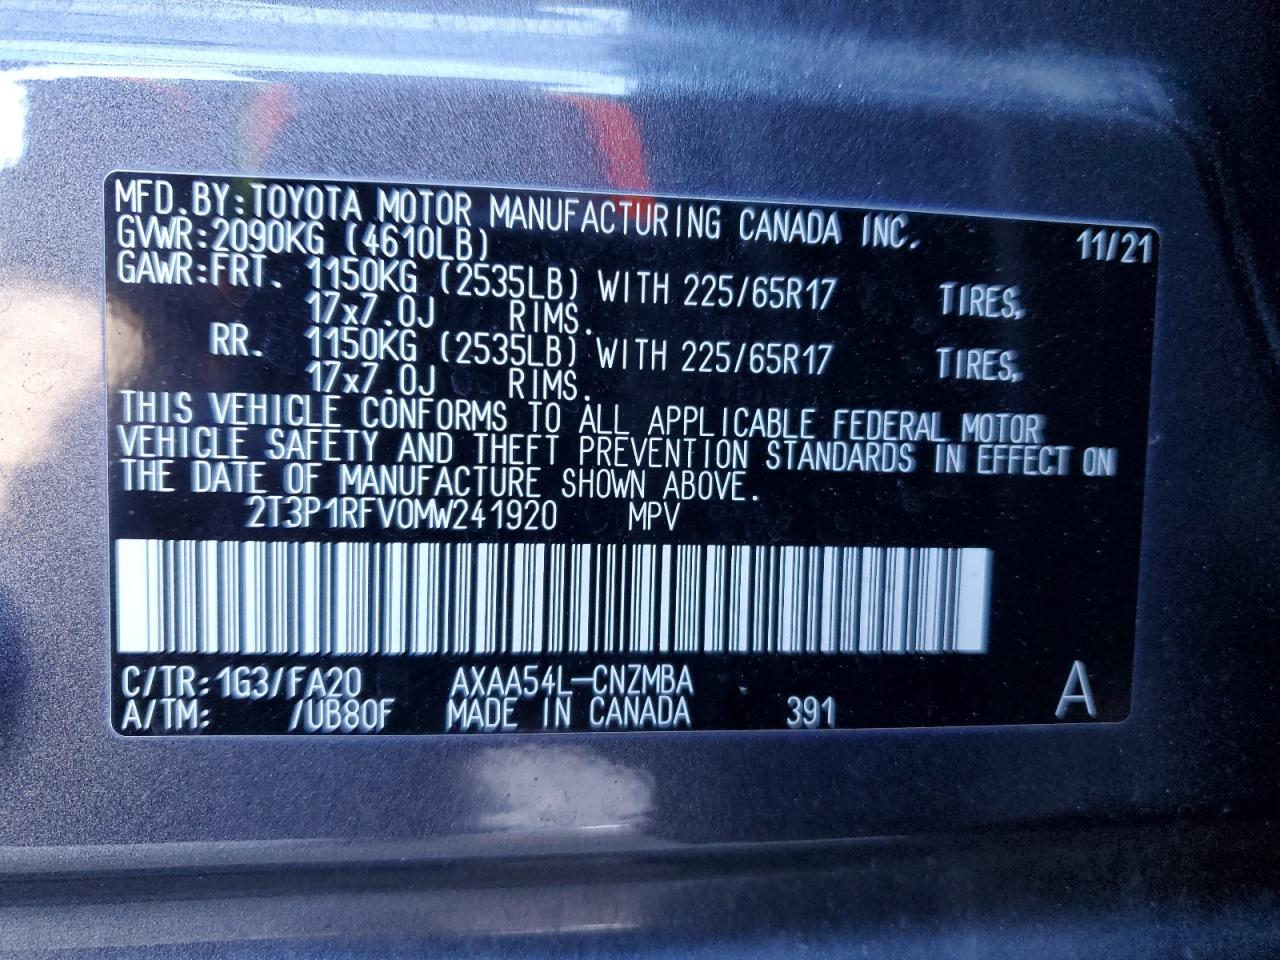 MFD.BY:TOYOTA MOTOR MANUFACTURING CANADA INC.
GVWR:2090KG (4610LB) 11/21
GAWR:FRT. 1150KG (2535LB) WITH 225/65R17 TIRES,
17x7.0J RIMS.
RR. 1150KG (2535LB) WITH 225/65R17 TIRES,
17x7.0J RIMS.
THIS VEHICLE CONFORMS TO ALL APPLICABLE FEDERAL MOTOR
VEHICLE SAFETY AND THEFT PREVENTION STANDARDS IN EFFECT ON
THE DATE OF MANUFACTURE SHOWN ABOVE.
2T3P1RFV0MW241920 MPV
C/TR:1G3/FA20 AXAA54L-CNZMBA A
A/TM: /UB80F MADE IN CANADA 391